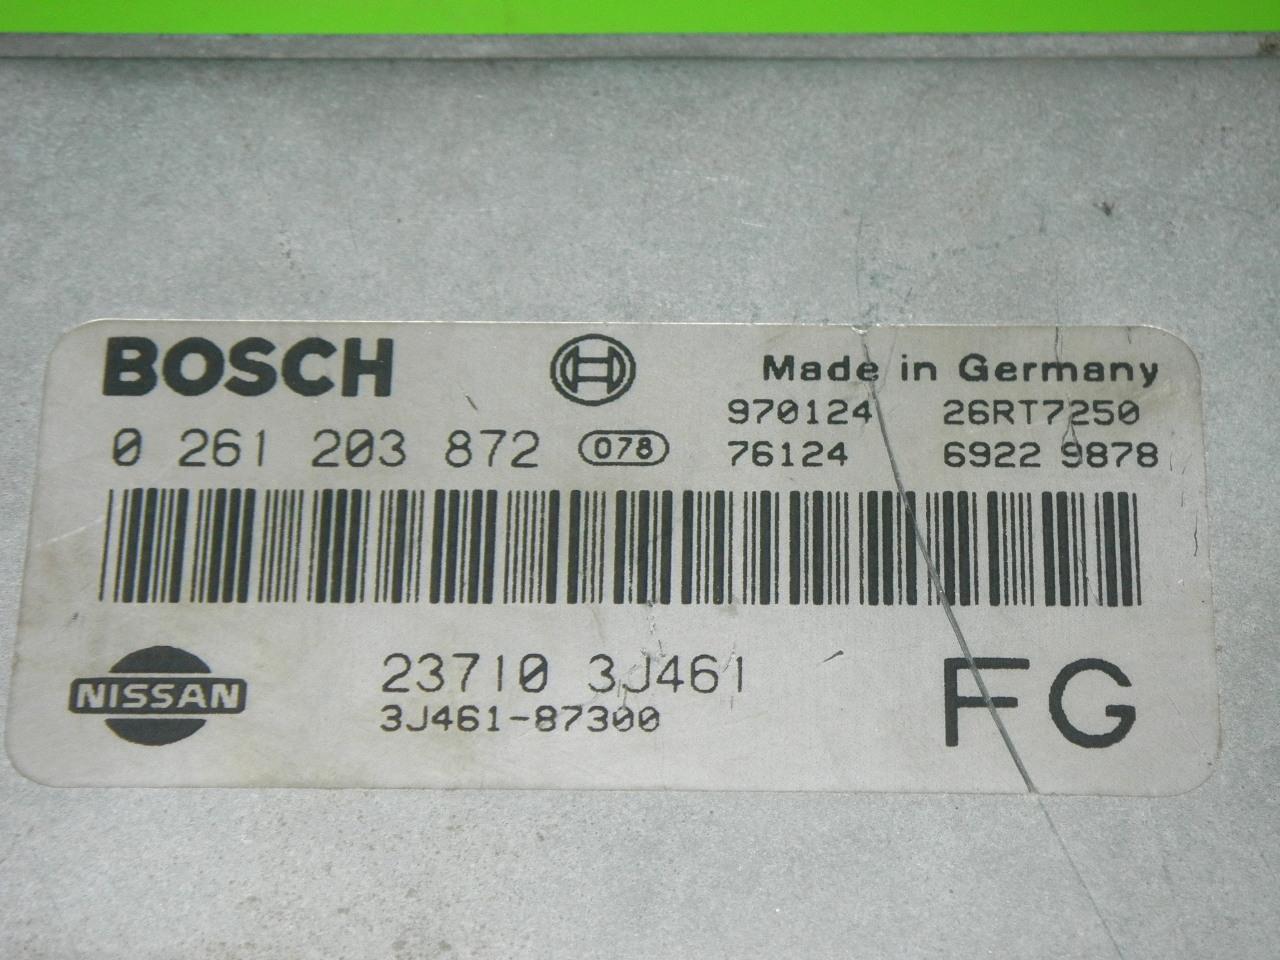 BOSCH
Made in Germany
970124 26RT7250
0 261 203 872 078 76124 6922 9878
NISSAN
23710 3J461
3J461-87300
FG